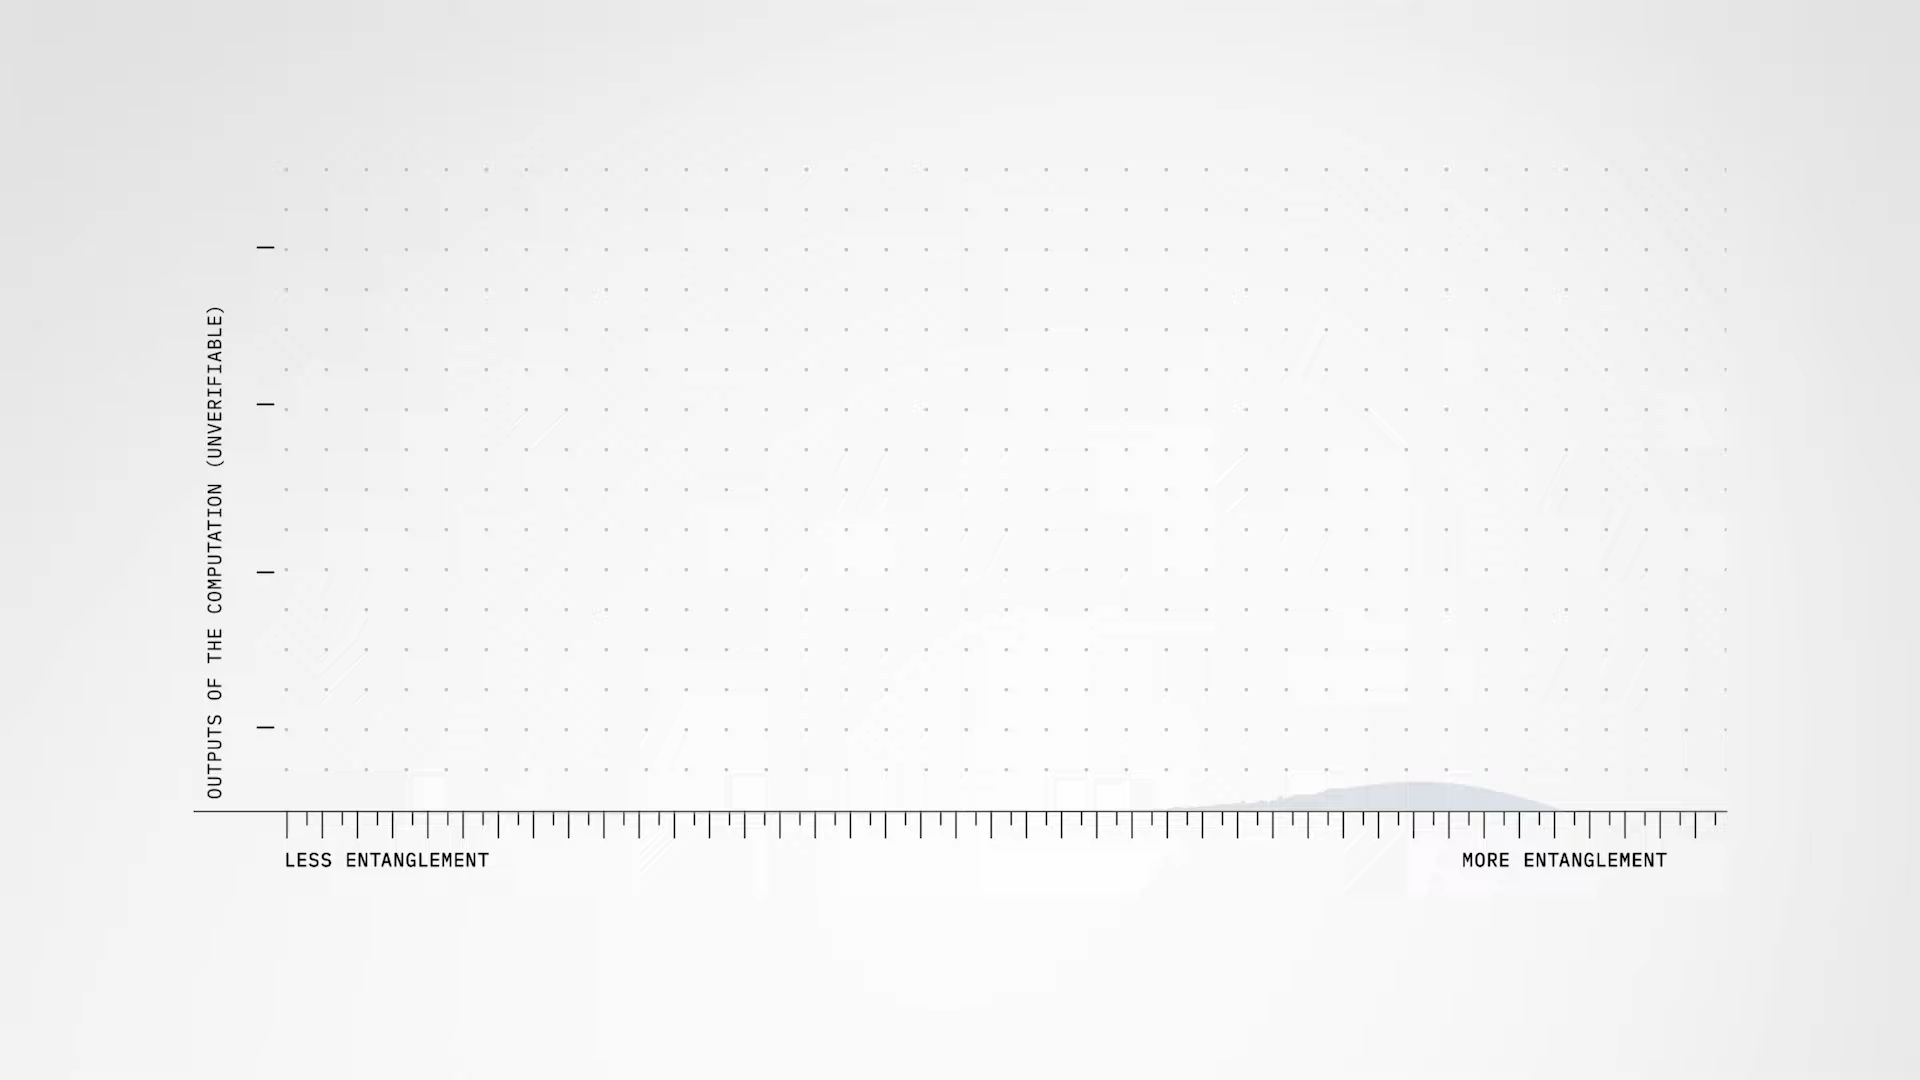 OUTPUTS OF THE COMPUTATION (UNVERIFIABLE)
LESS ENTANGLEMENT
MORE ENTANGLEMENT